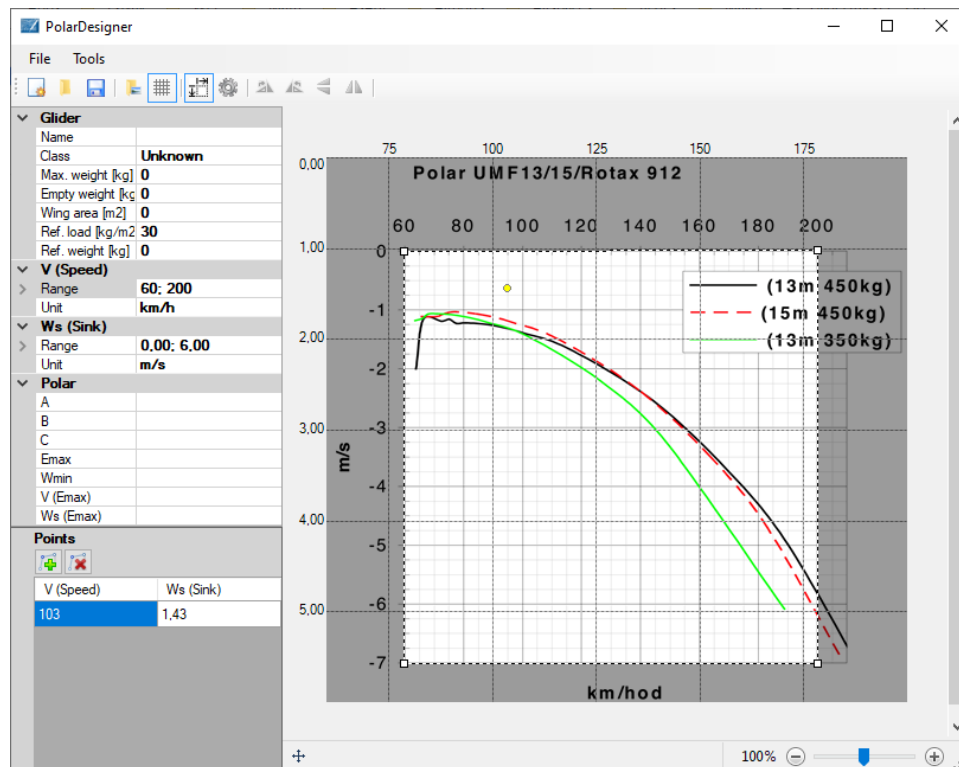 PolarDesigner
File Tools
Glider
Name
Class Unknown
Max. weight [kg] 0
Empty weight [kg 0
Wing area [m2] 0
Ref. load [kg/m2 30
Ref. weight [kg] 0
V (Speed)
Range 60; 200
Unit km/h
Ws (Sink)
Range 0,00; 6,00
Unit m/s
Polar
A
B
C
Emax
Wmin
V (Emax)
Ws (Emax)
Points
V (Speed) Ws (Sink)
103 1,43
75 100 125 150 175
0,00
1,00
2,00
3,00
4,00
5,00
Polar UMF13/15/Rotax 912
60 80 100 120 140 160 180 200
0
-1
-2
-3
-4
-5
-6
-7
m/s
(13m 450kg)
(15m 450kg)
(13m 350kg)
km/hod
100%